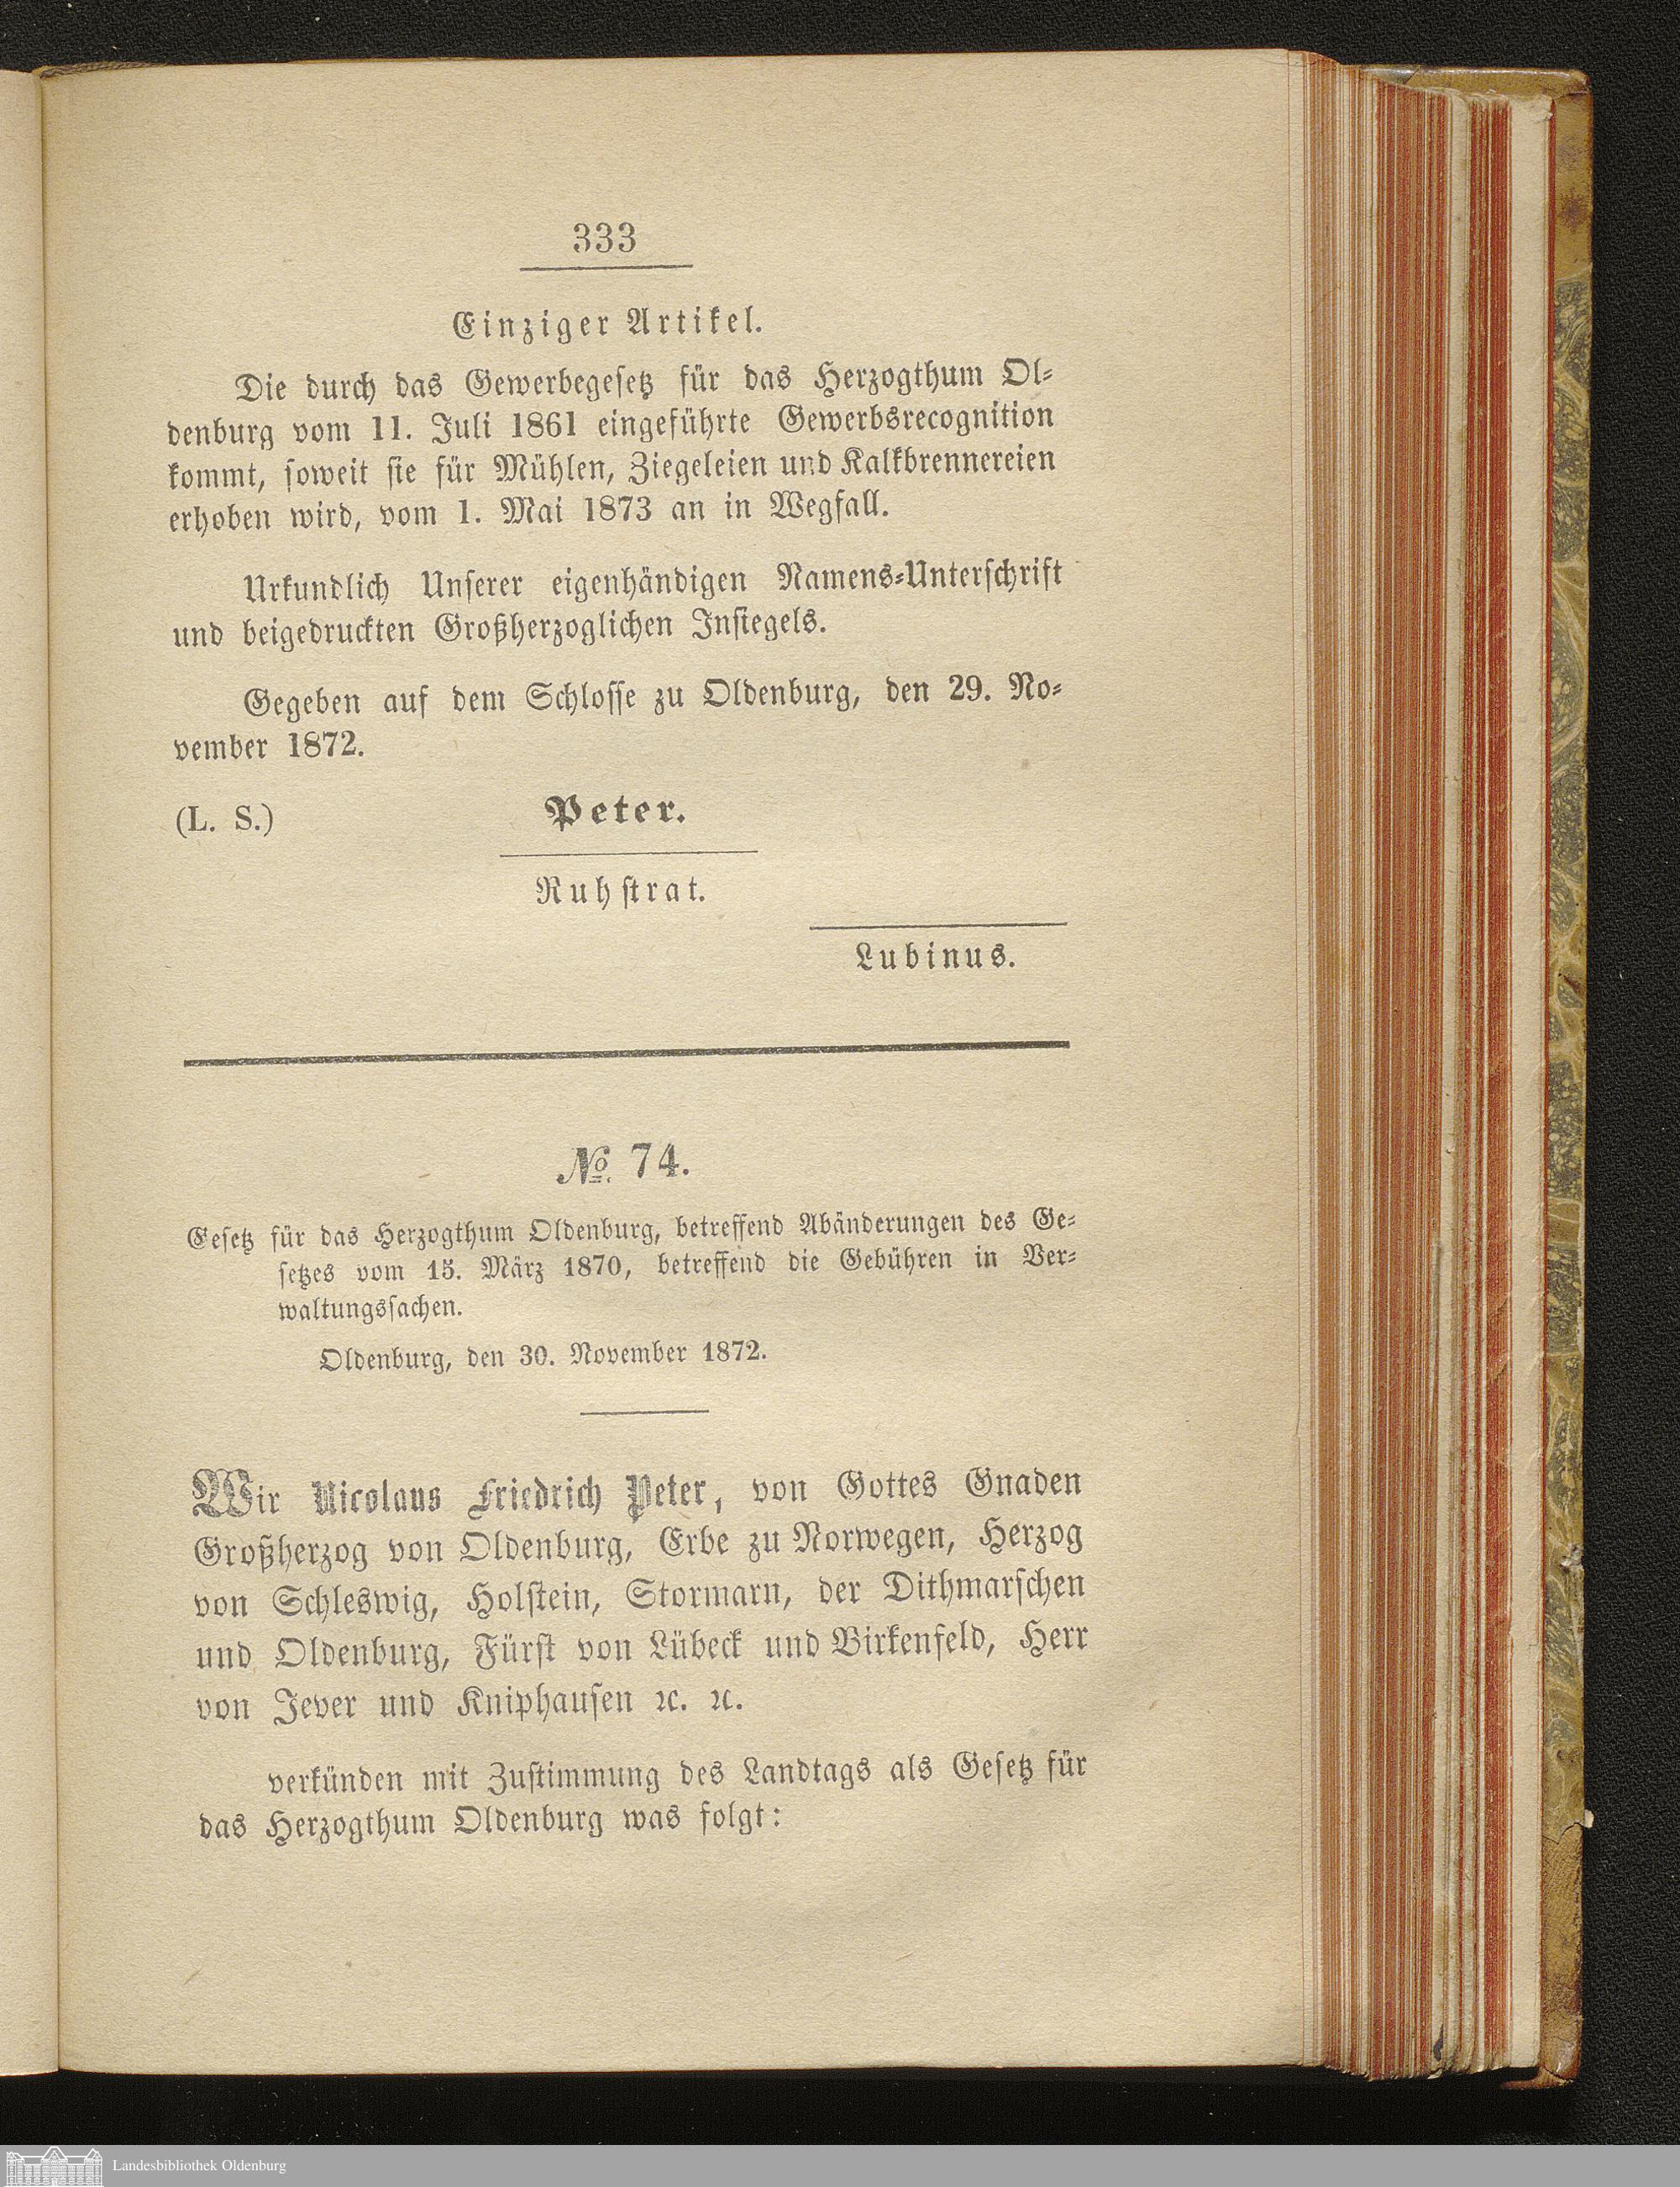 333
Einziger Artikel.
Die durch das Gewerbegesetz für das Herzogthum Ol-
denburg vom 11. Juli 1861 eingeführte Gewerbsrecognition
kommt, soweit sie für Mühlen, Ziegeleien und Kalkbrennereien
erhoben wird, vom 1. Mai 1873 an in Wegfall.
Urkundlich Unserer eigenhändigen Namens-Unterschrift
und beigedruckten Großherzoglichen Insiegels.
Gegeben auf dem Schlosse zu Oldenburg, den 29. No-
vember 1872.
(L. S.) Peter.
Ruhstrat.
Lubinus.
№ 74.
Gesetz für das Herzogthum Oldenburg, betreffend Abänderungen des Ge-
setzes vom 15. März 1870, betreffend die Gebühren in Ver-
waltungssachen.
Oldenburg, den 30. November 1872.
Wir Nicolaus Friedrich Peter, von Gottes Gnaden
Großherzog von Oldenburg, Erbe zu Norwegen, Herzog
von Schleswig, Holstein, Stormarn, der Dithmarschen
und Oldenburg, Fürst von Lübeck und Birkenfeld, Herr
von Jever und Kniphausen ꝛc. ꝛc.
verkünden mit Zustimmung des Landtags als Gesetz für
das Herzogthum Oldenburg was folgt:
Landesbibliothek Oldenburg